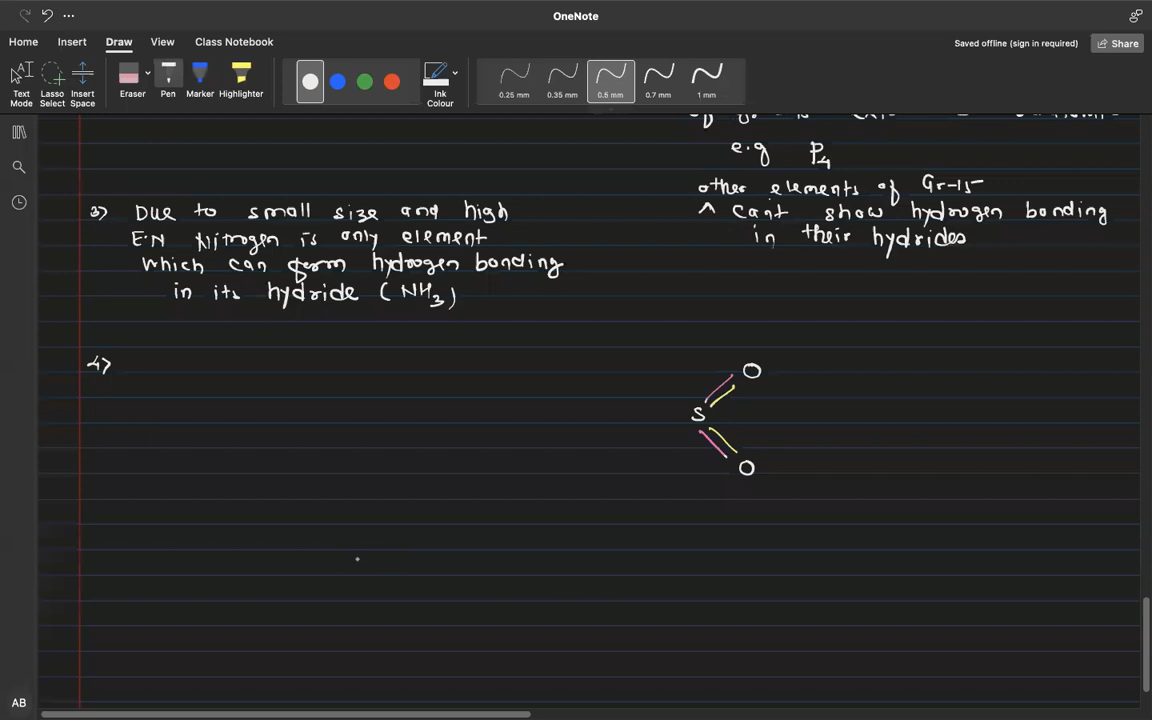 OneNote
Home Insert Draw View Class Notebook
Saved offline (sign in required) Share
Text Mode
Lasso Select
Insert Space
Eraser
Pen
Marker
Highlighter
Ink Colour
0.25 mm
0.35 mm
0.5 mm
0.7 mm
1 mm
e.g P4
other elements of Gr-15
^ can't show hydrogen bonding
in their hydrides
3) Due to small size and high
E.N Nitrogen is only element
which can form hydrogen bonding
in its hydride (NH3)
4)
O
S
O
AB